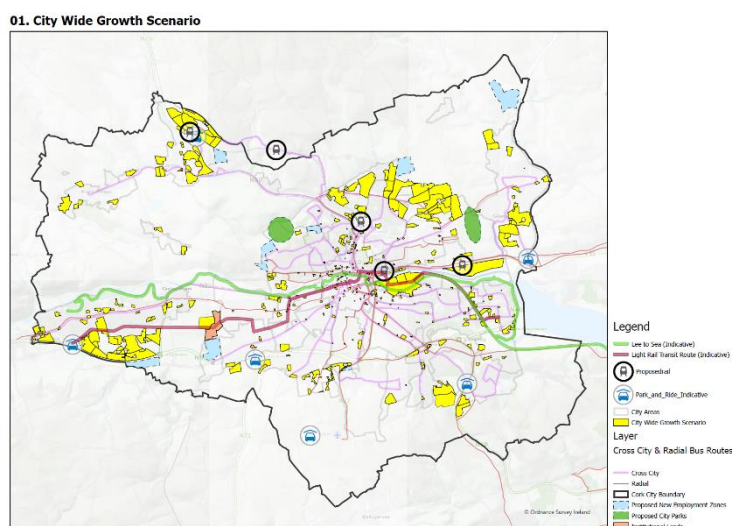 01. City Wide Growth Scenario
© Ordnance Survey Ireland
Legend
Lee to Sea (Indicative)
Light Rail Transit Route (Indicative)
Proposedrail
Park_and_Ride_Indicative
City Areas
City Wide Growth Scenario
Layer
Cross City & Radial Bus Routes
Cross City
Radial
Cork City Boundary
Proposed New Employment Zones
Proposed City Parks
Institutional Lands